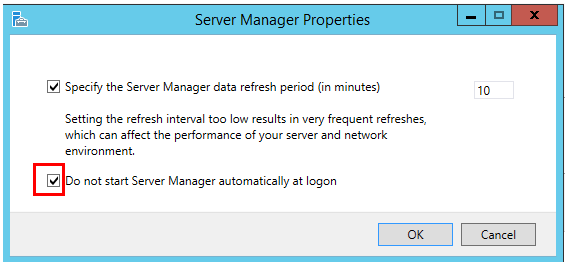 Server Manager Properties
Specify the Server Manager data refresh period (in minutes)
10
Setting the refresh interval too low results in very frequent refreshes,
which can affect the performance of your server and network
environment.
Do not start Server Manager automatically at logon
OK
Cancel